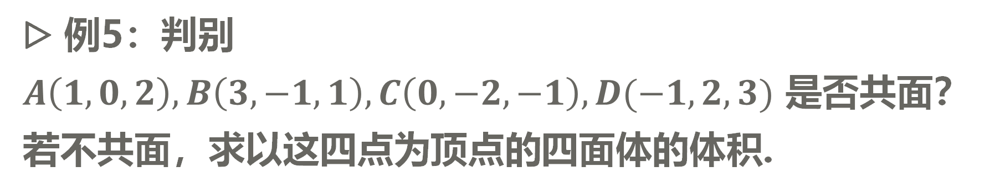 ▷ 例5：判别
A(1,0,2),B(3,−1,1),C(0,−2,−1),D(−1,2,3) 是否共面?
若不共面，求以这四点为顶点的四面体的体积.